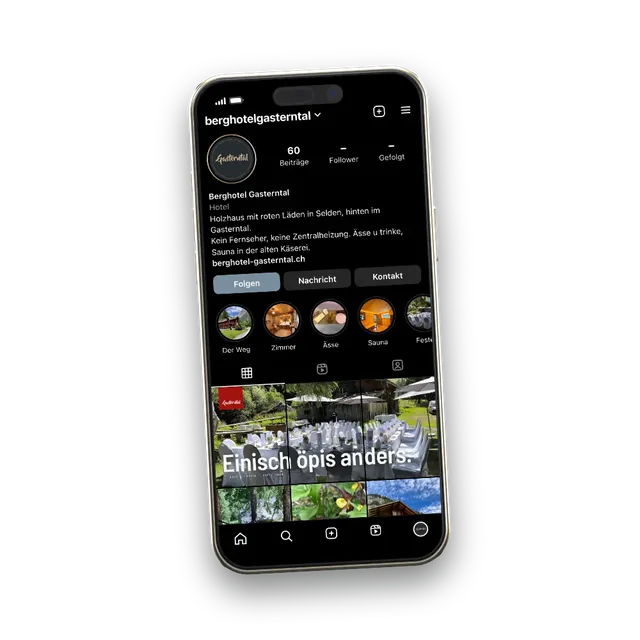 berghotelgasterntal
60
–
–
Beiträge
Follower
Gefolgt
Gasterntal
Berghotel Gasterntal
Hotel
Holzhaus mit roten Läden in Selden, hinten im
Gasterntal.
Kein Fernseher, keine Zentralheizung. Ässe u trinke,
Sauna in der alten Käserei.
berghotel-gasterntal.ch
Folgen
Nachricht
Kontakt
Der Weg
Zimmer
Ässe
Sauna
Feste
Gasterntal
Einisch öpis anders.